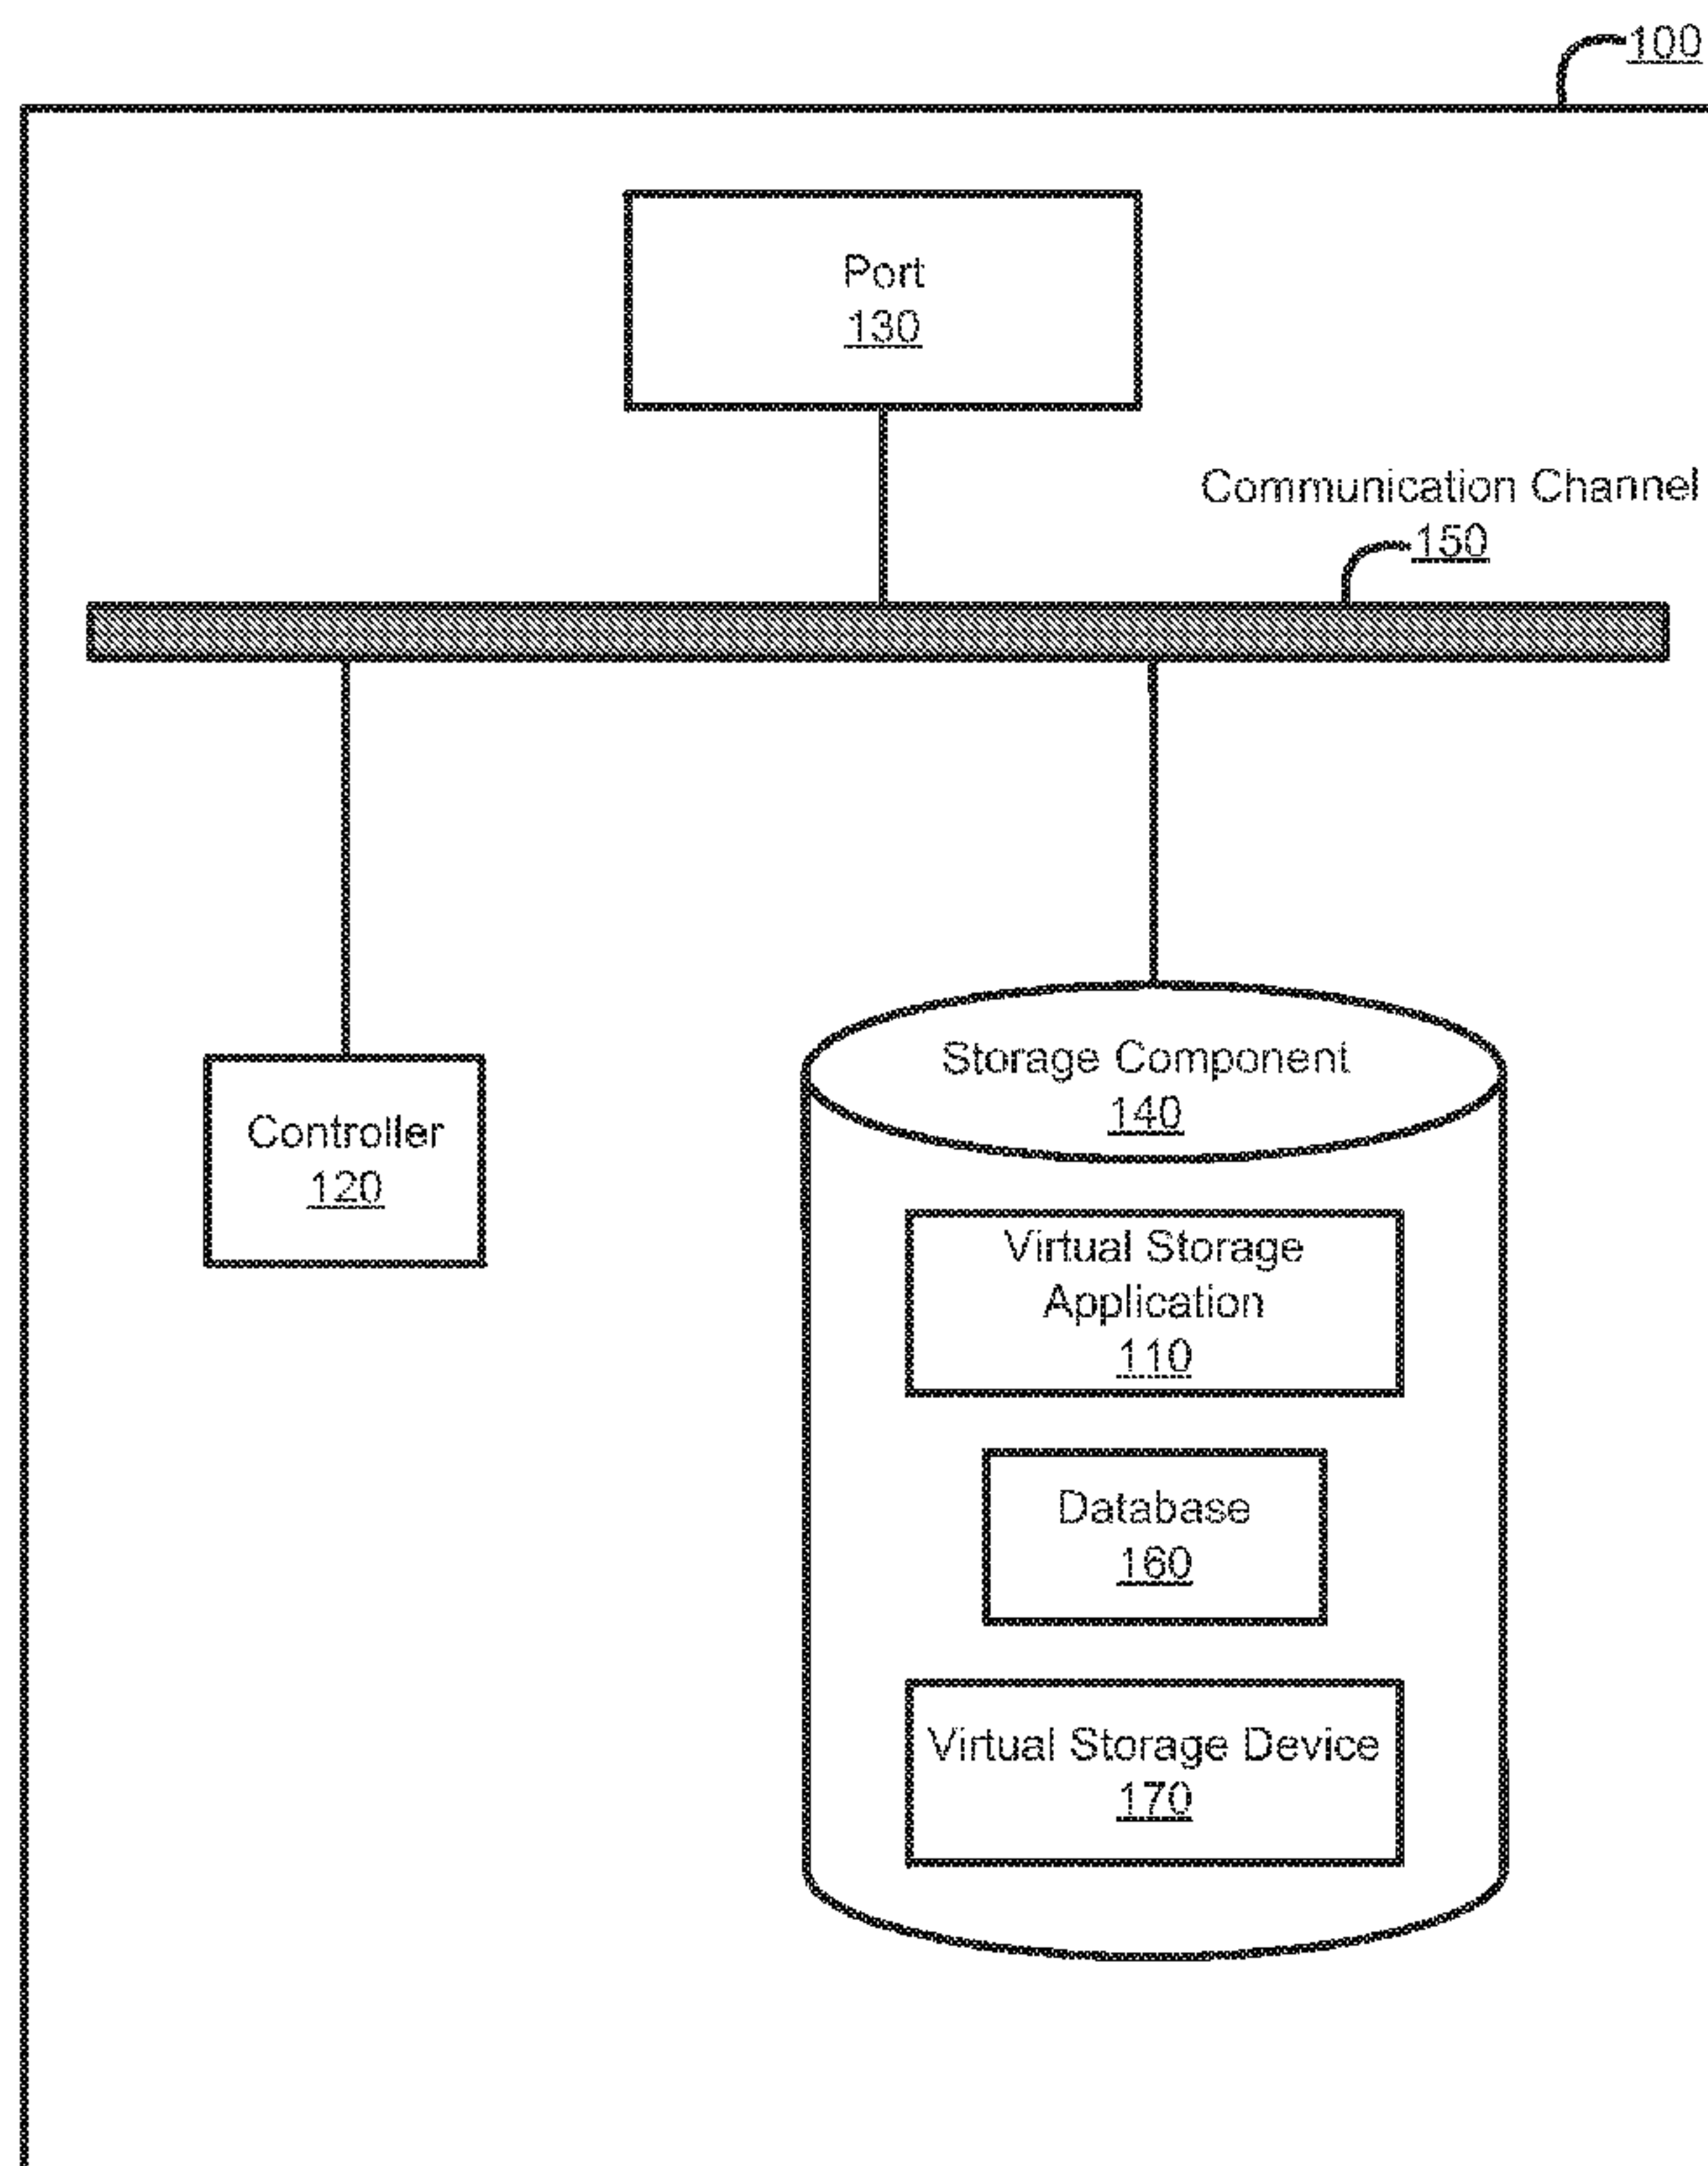 100
Port
130
Communication Channel
150
Storage Component
140
Controller
120
Virtual Storage
Application
110
Database
160
Virtual Storage Device
170